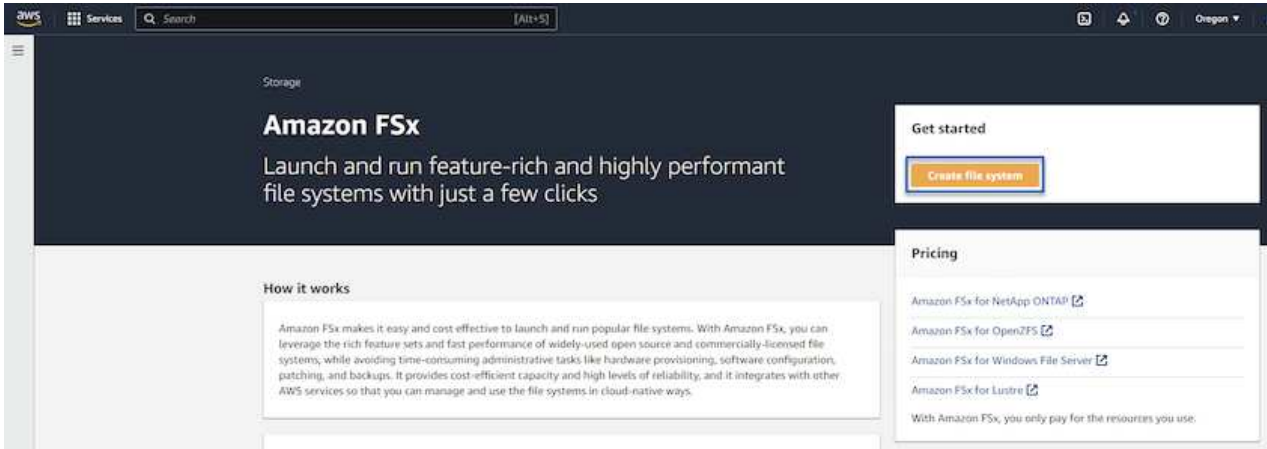 aws
Services
Search
[Alt+S]
Oregon
Storage
Amazon FSx
Launch and run feature-rich and highly performant
file systems with just a few clicks
Get started
Create file system
Pricing
Amazon FSx for NetApp ONTAP
Amazon FSx for OpenZFS
Amazon FSx for Windows File Server
Amazon FSx for Lustre
With Amazon FSx, you only pay for the resources you use.
How it works
Amazon FSx makes it easy and cost effective to launch and run popular file systems. With Amazon FSx, you can
leverage the rich feature sets and fast performance of widely-used open source and commercially-licensed file
systems, while avoiding time-consuming administrative tasks like hardware provisioning, software configuration,
patching, and backups. It provides cost-efficient capacity and high levels of reliability, and it integrates with other
AWS services so that you can manage and use the file systems in cloud-native ways.